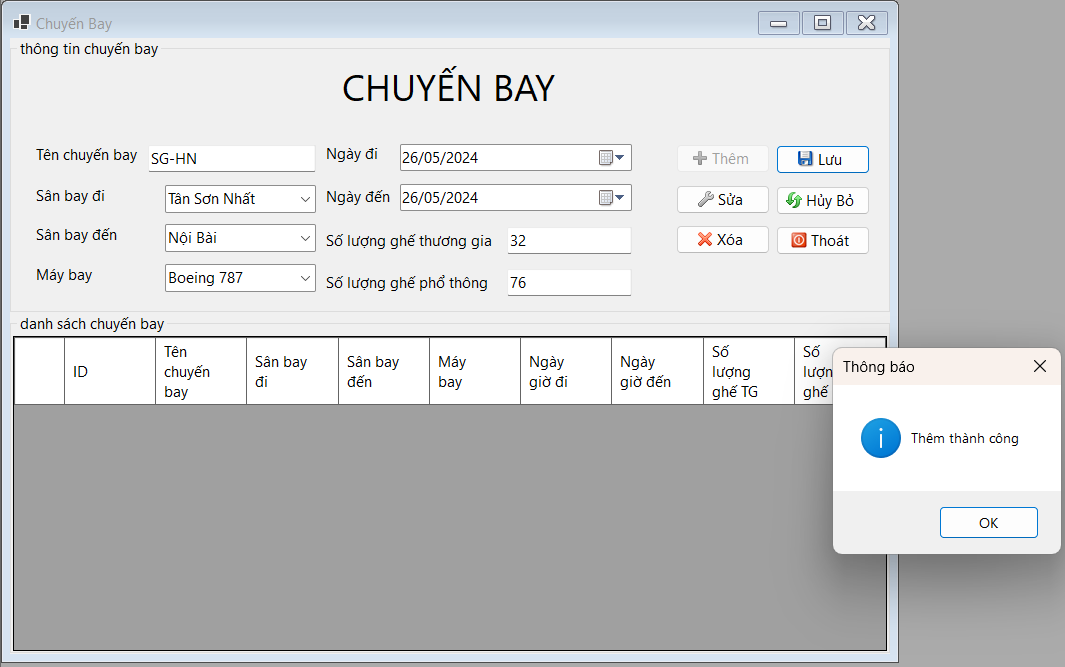 Chuyến Bay
thông tin chuyến bay
CHUYẾN BAY
Tên chuyến bay
SG-HN
Ngày đi
26/05/2024
Thêm
Lưu
Sân bay đi
Tân Sơn Nhất
Ngày đến
26/05/2024
Sửa
Hủy Bỏ
Sân bay đến
Nội Bài
Số lượng ghế thương gia
32
Xóa
Thoát
Máy bay
Boeing 787
Số lượng ghế phổ thông
76
danh sách chuyến bay
ID
Tên
chuyến
bay
Sân bay
đi
Sân bay
đến
Máy
bay
Ngày
giờ đi
Ngày
giờ đến
Số
lượng
ghế TG
Số
ghế
Thông báo
Thêm thành công
OK